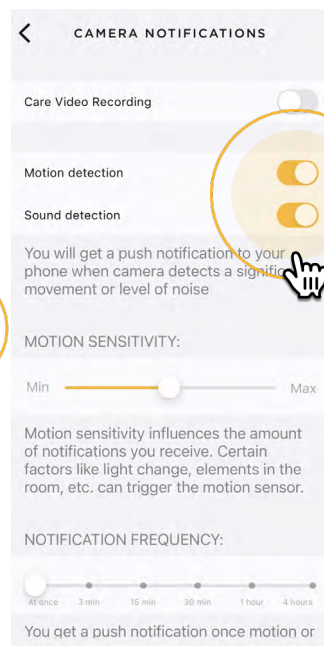 CAMERA NOTIFICATIONS
Care Video Recording
Motion detection
Sound detection
You will get a push notification to your
phone when camera detects a
movement or level of noise
MOTION SENSITIVITY:
Min Max
Motion sensitivity influences the amount
of notifications you receive. Certain
factors like light change, elements in the
room, etc. can trigger the motion sensor.
NOTIFICATION FREQUENCY:
At once 3 min 15 min 30 min 1 hour 4 hours
You get a push notification once motion or